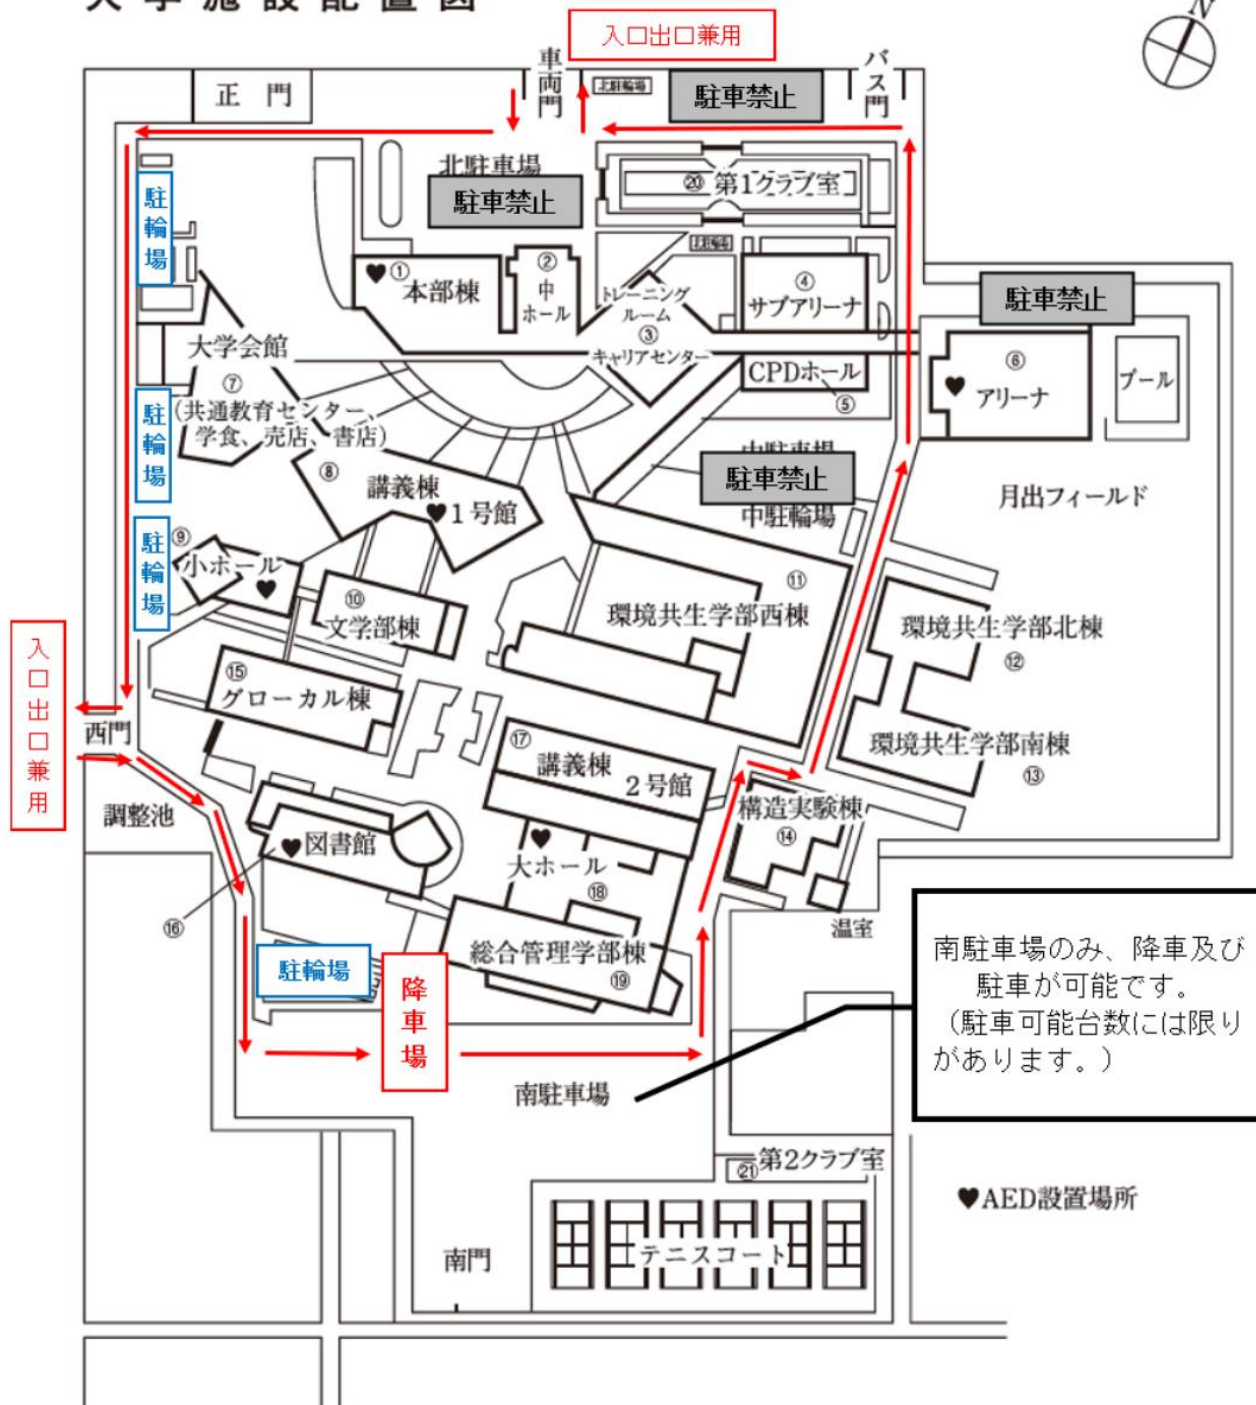 大学施設配置図
N
入口出口兼用
車両門
バス門
正門
北駐輪場
駐車禁止
北駐車場
駐車禁止
⑳ 第1クラブ室
駐輪場
北駐輪場
① 本部棟
② 中ホール
トレーニング
ルーム
③
キャリアセンター
④
サブアリーナ
駐車禁止
CPDホール
⑤
⑥
アリーナ
プール
大学会館
⑦
(共通教育センター、
学食、売店、書店)
駐輪場
⑧
講義棟
1号館
中駐車場
駐車禁止
中駐輪場
月出フィールド
駐輪場
⑨
小ホール
⑩
文学部棟
⑪
環境共生学部西棟
環境共生学部北棟
⑫
入口出口兼用
⑮
グローカル棟
西門
⑰
講義棟
2号館
環境共生学部南棟
⑬
調整池
構造実験棟
⑭
図書館
⑯
大ホール
⑱
温室
総合管理学部棟
⑲
駐輪場
降車場
南駐車場のみ、降車及び
駐車が可能です。
(駐車可能台数には限り
があります。)
南駐車場
㉑ 第2クラブ室
♥AED設置場所
南門
テニスコート